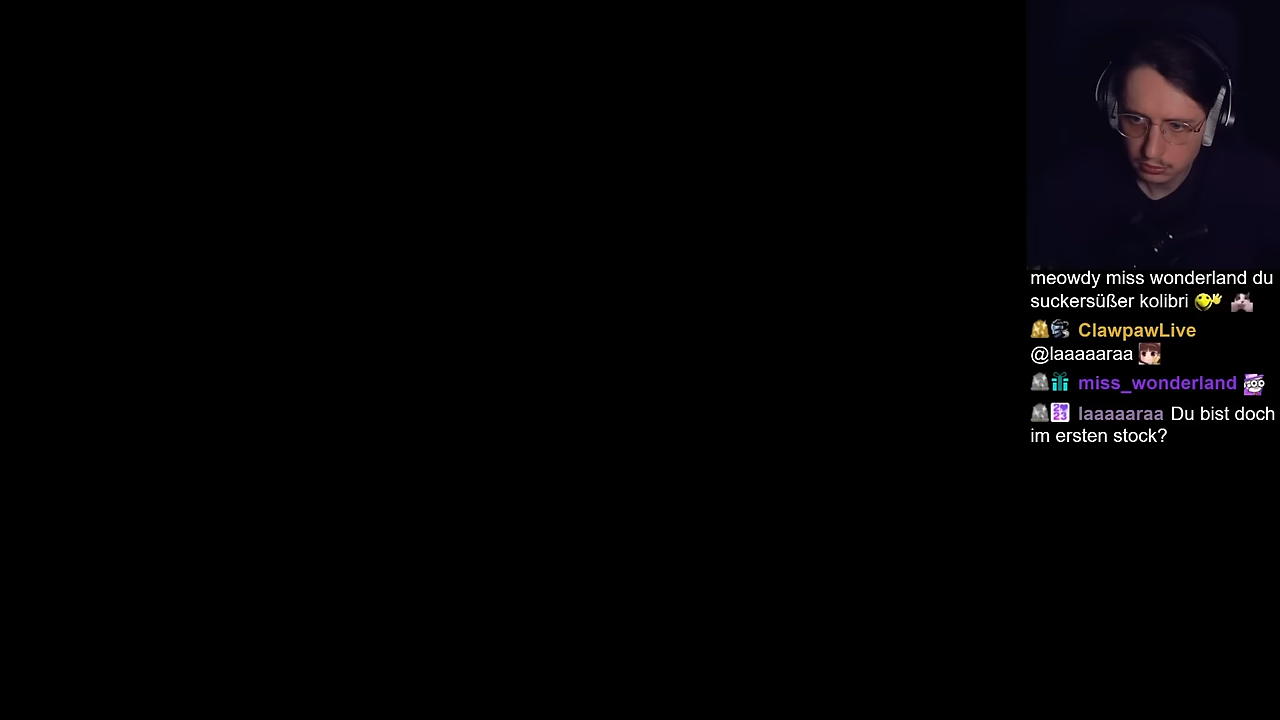 meowdy miss wonderland du
suckersüßer kolibri
ClawpawLive
@laaaaaraa
miss_wonderland
laaaaaraa Du bist doch
im ersten stock?